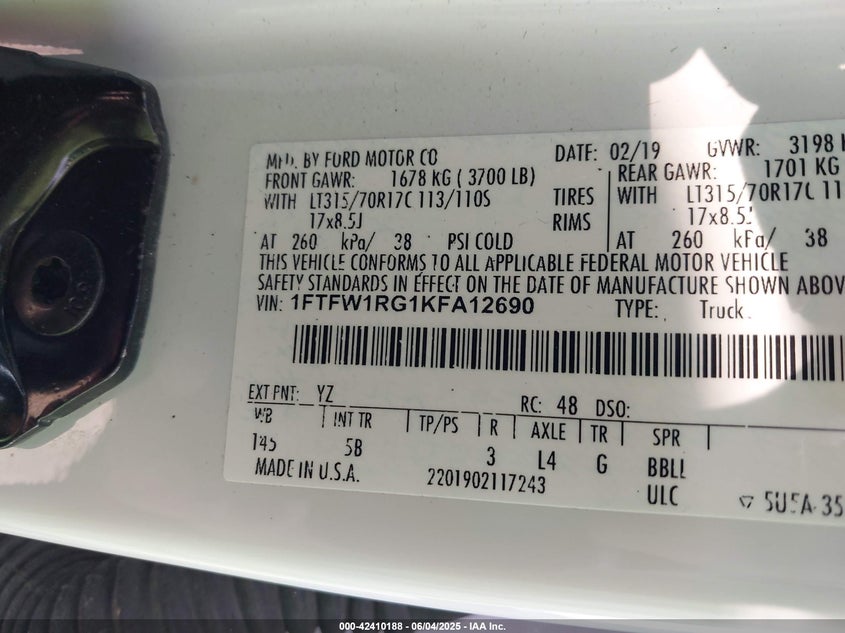 MFD. BY FORD MOTOR CO DATE: 02/19 GVWR: 3198 K
FRONT GAWR: 1678 KG ( 3700 LB) REAR GAWR: 1701 KG
WITH LT315/70R17C 113/110S TIRES WITH LT315/70R17C 11
17x8.5J RIMS 17x8.5J
AT 260 kPa/ 38 PSI COLD AT 260 kPa/ 38
THIS VEHICLE CONFORMS TO ALL APPLICABLE FEDERAL MOTOR VEHICLE
SAFETY STANDARDS IN EFFECT ON THE DATE OF MANUFACTURE SHOWN ABOV
VIN: 1FTFW1RG1KFA12690 TYPE: Truck
EXT PNT: YZ RC: 48 DSO:
WB INT TR TP/PS R AXLE TR SPR
145 5B 3 L4 G BBLL
MADE IN U.S.A. 2201902117243 ULC 5U5A-35
000-42410188 - 06/04/2025 - IAA Inc.